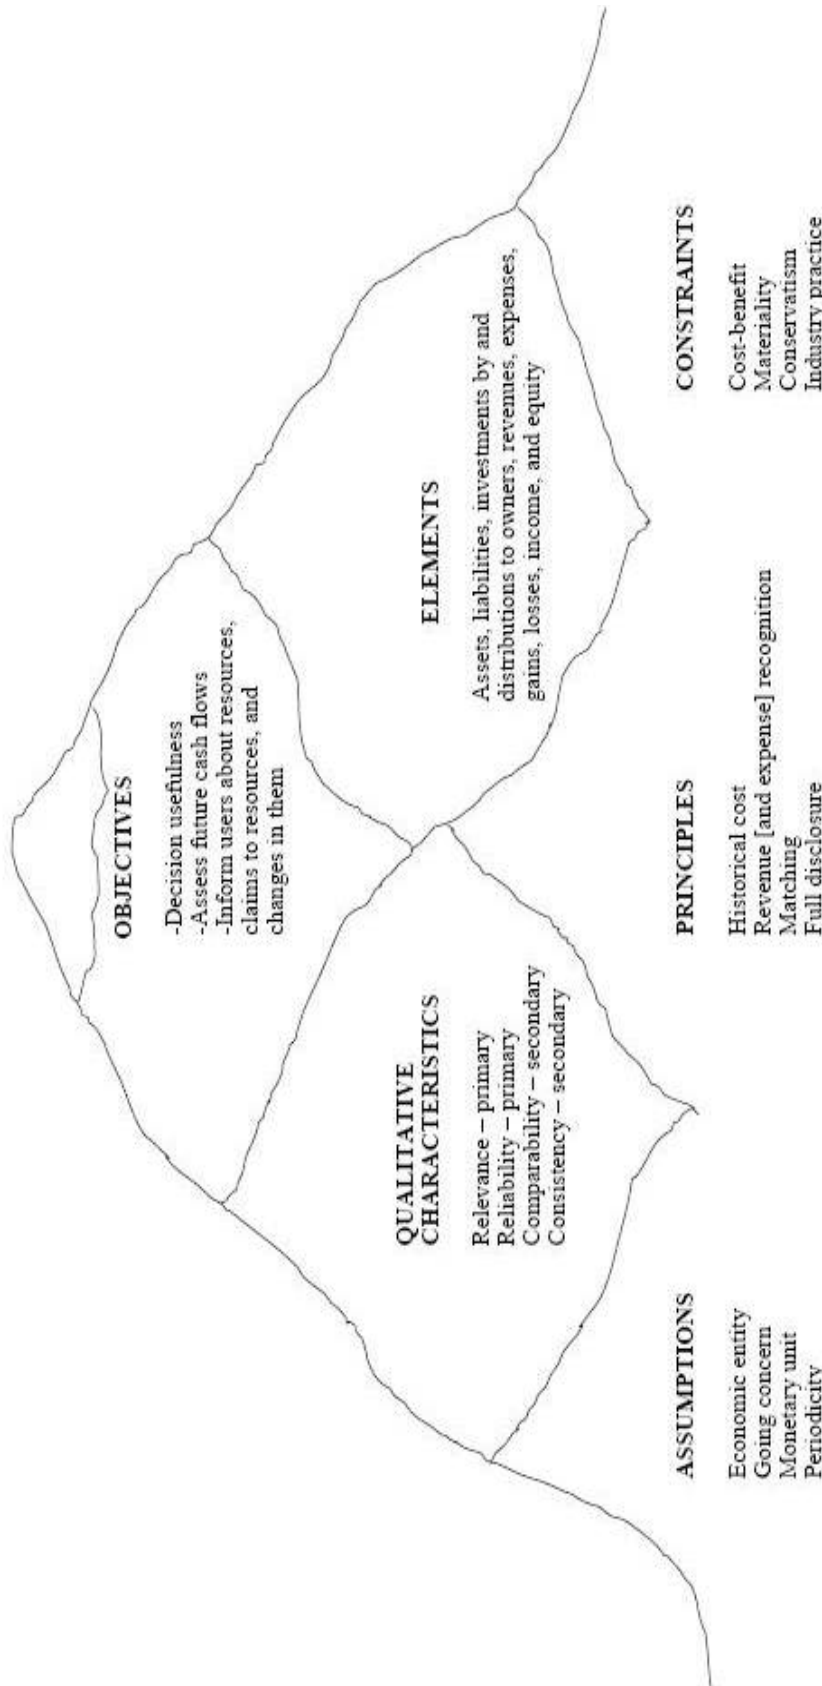 OBJECTIVES
-Decision usefulness
-Assess future cash flows
-Inform users about resources,
claims to resources, and
changes in them
QUALITATIVE
CHARACTERISTICS
Relevance – primary
Reliability – primary
Comparability – secondary
Consistency – secondary
ELEMENTS
Assets, liabilities, investments by and
distributions to owners, revenues, expenses,
gains, losses, income, and equity
ASSUMPTIONS
Economic entity
Going concern
Monetary unit
Periodicity
PRINCIPLES
Historical cost
Revenue [and expense] recognition
Matching
Full disclosure
CONSTRAINTS
Cost-benefit
Materiality
Conservatism
Industry practice